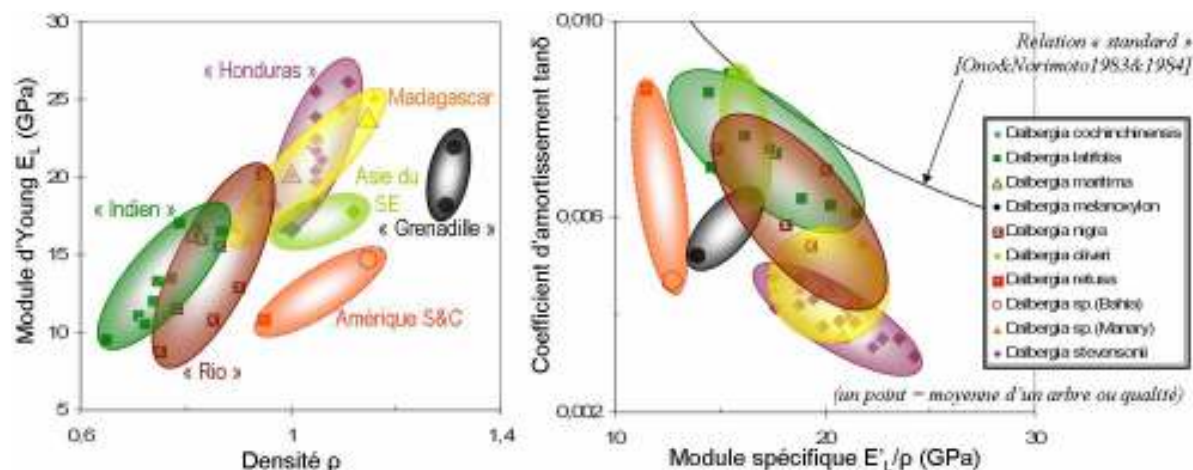 30
25
20
15
10
5
0.6
1
1.4
Module d'Young E_L (GPa)
Densité ρ
« Honduras »
Madagascar
Asie du
SE
« Indien »
« Grenadille »
Amérique S&C
« Rio »
0,010
0,006
0,002
10
20
30
Coefficient d'amortissement tanδ
Module spécifique E'_L/ρ (GPa)
Relation « standard »
[Ono&Norimoto1983&1984]
Dalbergia cochinchinensis
Dalbergia latifolia
Dalbergia maritima
Dalbergia melanoxylon
Dalbergia nigra
Dalbergia oliveri
Dalbergia retusa
Dalbergia sp.(Bahia)
Dalbergia sp.(Manary)
Dalbergia stevensonii
(un point = moyenne d'un arbre ou qualité)